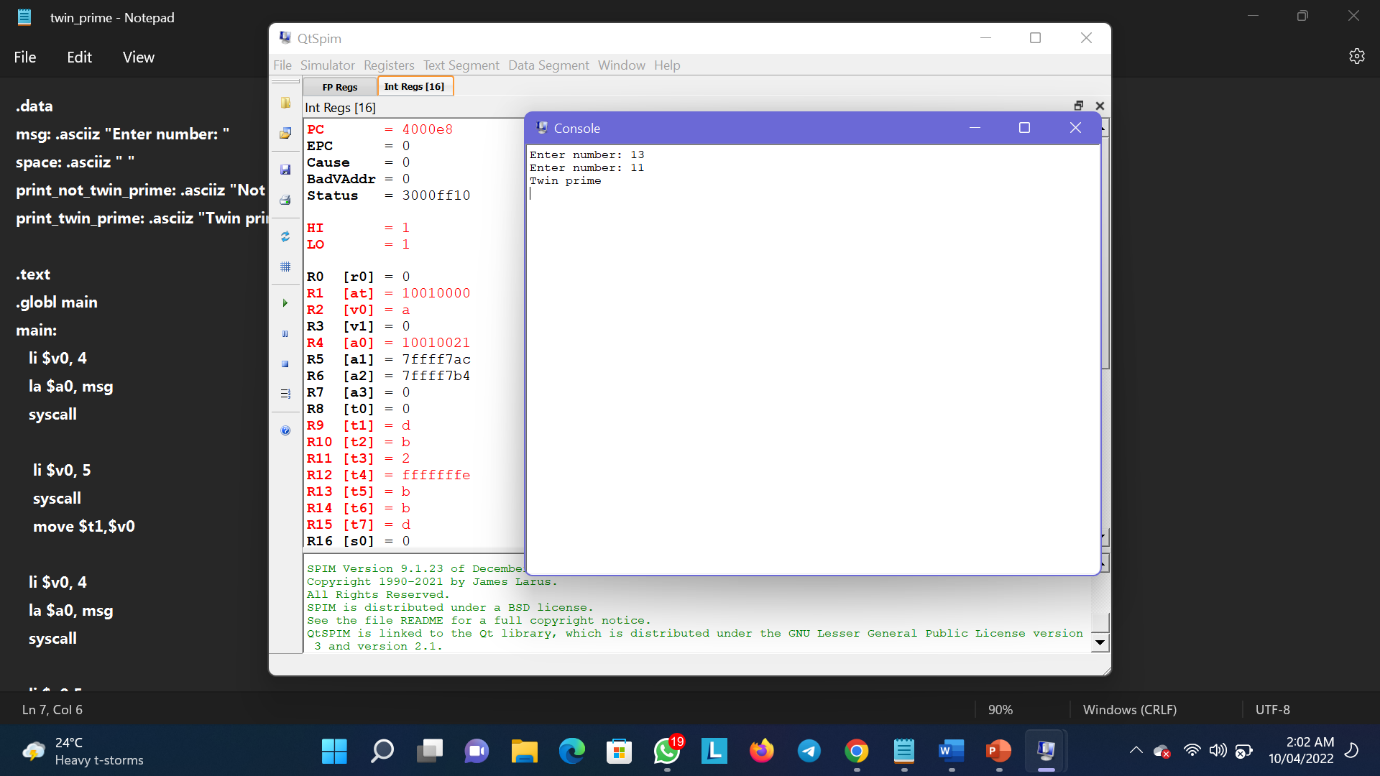 twin_prime - Notepad
File Edit View
.data
msg: .asciiz "Enter number: "
space: .asciiz " "
print_not_twin_prime: .asciiz "Not
print_twin_prime: .asciiz "Twin pri
.text
.globl main
main:
li $v0, 4
la $a0, msg
syscall
li $v0, 5
syscall
move $t1,$v0
li $v0, 4
la $a0, msg
syscall
Ln 7, Col 6
90%
Windows (CRLF)
UTF-8
QtSpim
File Simulator Registers Text Segment Data Segment Window Help
FP Regs
Int Regs [16]
Int Regs [16]
PC = 4000e8
EPC = 0
Cause = 0
BadVAddr = 0
Status = 3000ff10
HI = 1
LO = 1
R0 [r0] = 0
R1 [at] = 10010000
R2 [v0] = a
R3 [v1] = 0
R4 [a0] = 10010021
R5 [a1] = 7ffff7ac
R6 [a2] = 7ffff7b4
R7 [a3] = 0
R8 [t0] = 0
R9 [t1] = d
R10 [t2] = b
R11 [t3] = 2
R12 [t4] = fffffffe
R13 [t5] = b
R14 [t6] = b
R15 [t7] = d
R16 [s0] = 0
SPIM Version 9.1.23 of Decembe
Copyright 1990-2021 by James Larus.
All Rights Reserved.
SPIM is distributed under a BSD license.
See the file README for a full copyright notice.
QtSPIM is linked to the Qt library, which is distributed under the GNU Lesser General Public License version
3 and version 2.1.
Console
Enter number: 13
Enter number: 11
Twin prime
24°C
Heavy t-storms
19
L
W
P
2:02 AM
10/04/2022